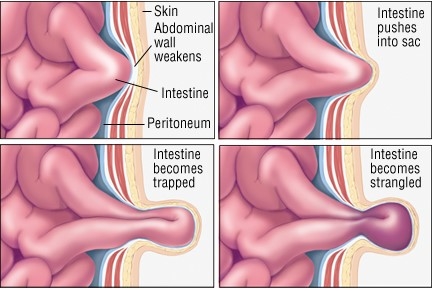 Skin
Abdominal
wall
weakens
Intestine
Peritoneum
Intestine
pushes
into sac
Intestine
becomes
trapped
Intestine
becomes
strangled